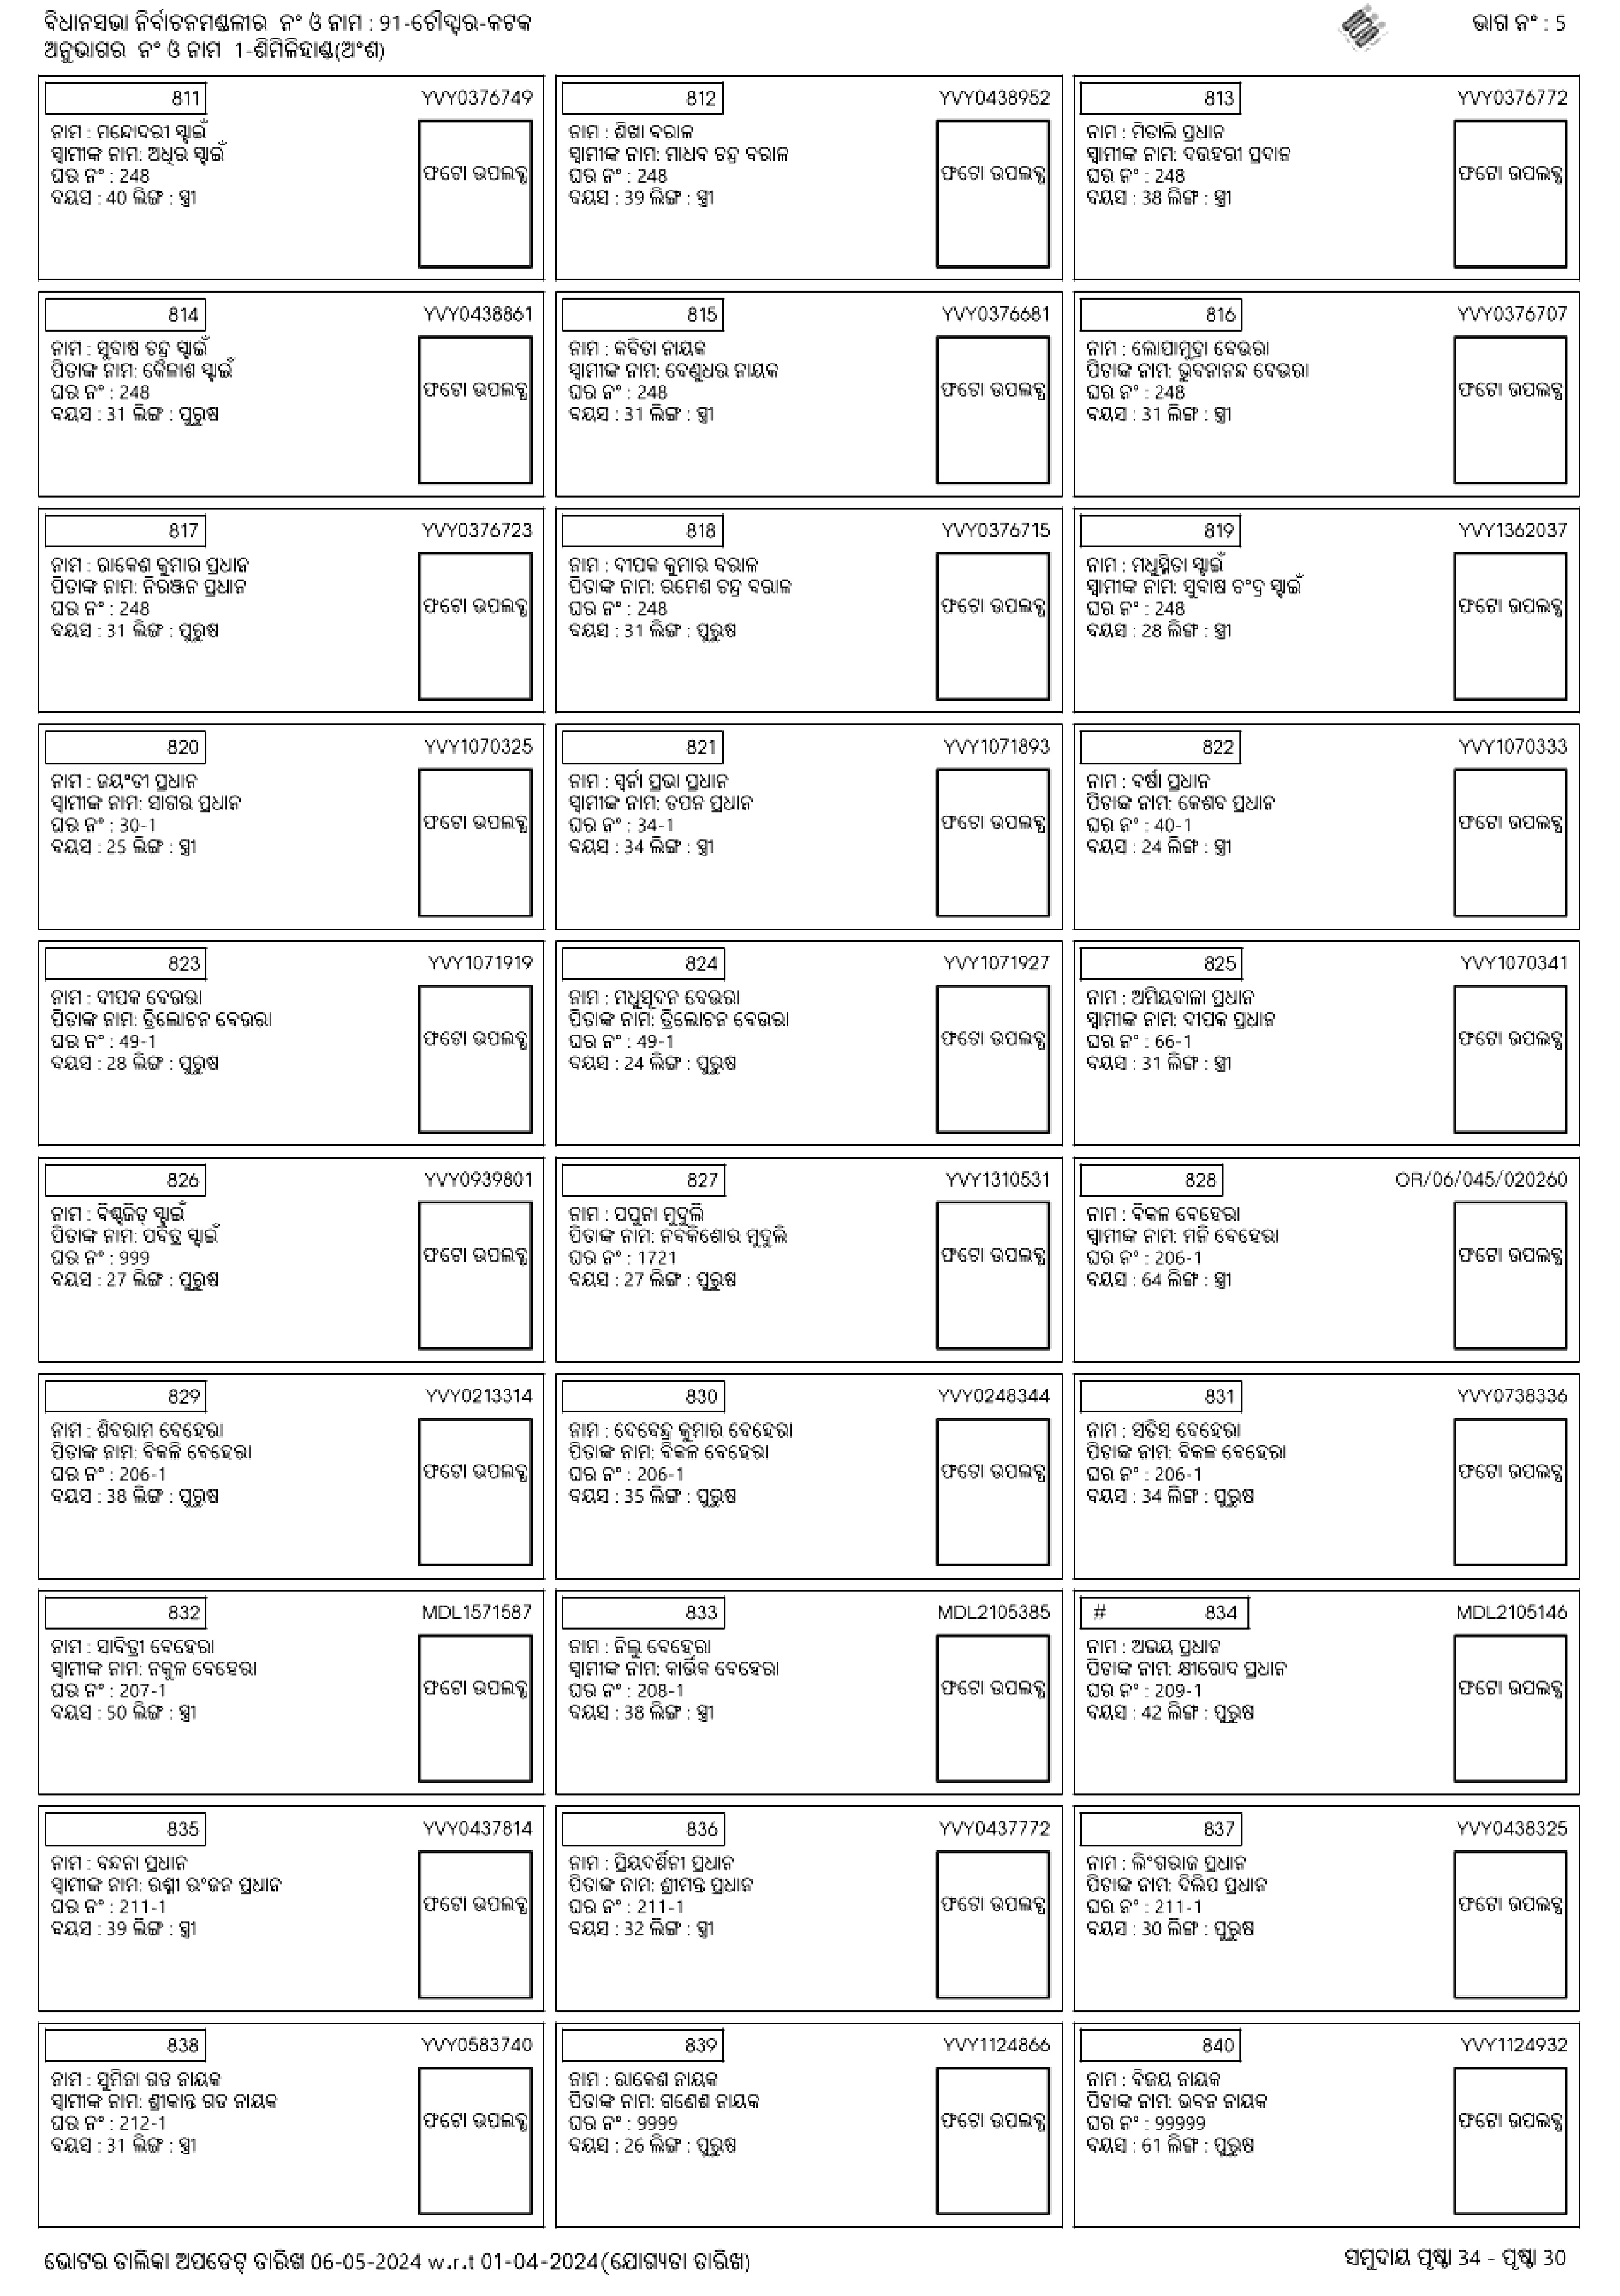 ବିଧାନସଭା ନିର୍ବାଚନମଣ୍ଡଳୀର ନଂ ଓ ନାମ : 91-ଚୌଦ୍ୱାର-କଟକ
ଅନୁଭାଗର ନଂ ଓ ନାମ 1-ଶିମିଳିହାଣ୍ଡ(ଅଂଶ)
ଭାଗ ନଂ : 5
811 YVY0376749
ନାମ : ମନ୍ଦୋଦରୀ ସ୍ୱାଇଁ
ସ୍ୱାମୀଙ୍କ ନାମ: ଅଧିର ସ୍ୱାଇଁ
ଘର ନଂ : 248
ବୟସ : 40 ଲିଙ୍ଗ : ସ୍ତ୍ରୀ
ଫଟୋ ଉପଲବ୍ଧ
812 YVY0438952
ନାମ : ଶିଖା ବରାଳ
ସ୍ୱାମୀଙ୍କ ନାମ: ମାଧବ ଚନ୍ଦ୍ର ବରାଳ
ଘର ନଂ : 248
ବୟସ : 39 ଲିଙ୍ଗ : ସ୍ତ୍ରୀ
ଫଟୋ ଉପଲବ୍ଧ
813 YVY0376772
ନାମ : ମିତାଲି ପ୍ରଧାନ
ସ୍ୱାମୀଙ୍କ ନାମ: ଦଉହରୀ ପ୍ରଦାନ
ଘର ନଂ : 248
ବୟସ : 38 ଲିଙ୍ଗ : ସ୍ତ୍ରୀ
ଫଟୋ ଉପଲବ୍ଧ
814 YVY0438861
ନାମ : ସୁବାଷ ଚନ୍ଦ୍ର ସ୍ୱାଇଁ
ପିତାଙ୍କ ନାମ: କୈଳାଶ ସ୍ୱାଇଁ
ଘର ନଂ : 248
ବୟସ : 31 ଲିଙ୍ଗ : ପୁରୁଷ
ଫଟୋ ଉପଲବ୍ଧ
815 YVY0376681
ନାମ : କବିତା ନାୟକ
ସ୍ୱାମୀଙ୍କ ନାମ: ବେଣୁଧର ନାୟକ
ଘର ନଂ : 248
ବୟସ : 31 ଲିଙ୍ଗ : ସ୍ତ୍ରୀ
ଫଟୋ ଉପଲବ୍ଧ
816 YVY0376707
ନାମ : ଲୋପାମୁଦ୍ରା ବେଉରା
ପିତାଙ୍କ ନାମ: ଭୁବନାନନ୍ଦ ବେଉରା
ଘର ନଂ : 248
ବୟସ : 31 ଲିଙ୍ଗ : ସ୍ତ୍ରୀ
ଫଟୋ ଉପଲବ୍ଧ
817 YVY0376723
ନାମ : ରାକେଶ କୁମାର ପ୍ରଧାନ
ପିତାଙ୍କ ନାମ: ନିରଞ୍ଜନ ପ୍ରଧାନ
ଘର ନଂ : 248
ବୟସ : 31 ଲିଙ୍ଗ : ପୁରୁଷ
ଫଟୋ ଉପଲବ୍ଧ
818 YVY0376715
ନାମ : ଦୀପକ କୁମାର ବରାଳ
ପିତାଙ୍କ ନାମ: ରମେଶ ଚନ୍ଦ୍ର ବରାଳ
ଘର ନଂ : 248
ବୟସ : 31 ଲିଙ୍ଗ : ପୁରୁଷ
ଫଟୋ ଉପଲବ୍ଧ
819 YVY1362037
ନାମ : ମଧୁସ୍ମିତା ସ୍ୱାଇଁ
ସ୍ୱାମୀଙ୍କ ନାମ: ସୁବାଷ ଚଂଦ୍ର ସ୍ୱାଇଁ
ଘର ନଂ : 248
ବୟସ : 28 ଲିଙ୍ଗ : ସ୍ତ୍ରୀ
ଫଟୋ ଉପଲବ୍ଧ
820 YVY1070325
ନାମ : ଜୟଂତୀ ପ୍ରଧାନ
ସ୍ୱାମୀଙ୍କ ନାମ: ସାଗର ପ୍ରଧାନ
ଘର ନଂ : 30-1
ବୟସ : 25 ଲିଙ୍ଗ : ସ୍ତ୍ରୀ
ଫଟୋ ଉପଲବ୍ଧ
821 YVY1071893
ନାମ : ସ୍ୱର୍ନା ପ୍ରଭା ପ୍ରଧାନ
ସ୍ୱାମୀଙ୍କ ନାମ: ତପନ ପ୍ରଧାନ
ଘର ନଂ : 34-1
ବୟସ : 34 ଲିଙ୍ଗ : ସ୍ତ୍ରୀ
ଫଟୋ ଉପଲବ୍ଧ
822 YVY1070333
ନାମ : ବର୍ଷା ପ୍ରଧାନ
ପିତାଙ୍କ ନାମ: କେଶବ ପ୍ରଧାନ
ଘର ନଂ : 40-1
ବୟସ : 24 ଲିଙ୍ଗ : ସ୍ତ୍ରୀ
ଫଟୋ ଉପଲବ୍ଧ
823 YVY1071919
ନାମ : ଦୀପକ ବେଉରା
ପିତାଙ୍କ ନାମ: ତ୍ରିଲୋଚନ ବେଉରା
ଘର ନଂ : 49-1
ବୟସ : 28 ଲିଙ୍ଗ : ପୁରୁଷ
ଫଟୋ ଉପଲବ୍ଧ
824 YVY1071927
ନାମ : ମଧୁସୂଦନ ବେଉରା
ପିତାଙ୍କ ନାମ: ତ୍ରିଲୋଚନ ବେଉରା
ଘର ନଂ : 49-1
ବୟସ : 24 ଲିଙ୍ଗ : ପୁରୁଷ
ଫଟୋ ଉପଲବ୍ଧ
825 YVY1070341
ନାମ : ଅମିୟବାଳା ପ୍ରଧାନ
ସ୍ୱାମୀଙ୍କ ନାମ: ଦୀପକ ପ୍ରଧାନ
ଘର ନଂ : 66-1
ବୟସ : 31 ଲିଙ୍ଗ : ସ୍ତ୍ରୀ
ଫଟୋ ଉପଲବ୍ଧ
826 YVY0939801
ନାମ : ବିଶ୍ୱଜିତ୍ ସ୍ୱାଇଁ
ପିତାଙ୍କ ନାମ: ପବିତ୍ର ସ୍ୱାଇଁ
ଘର ନଂ : 999
ବୟସ : 27 ଲିଙ୍ଗ : ପୁରୁଷ
ଫଟୋ ଉପଲବ୍ଧ
827 YVY1310531
ନାମ : ପପୁନା ମୁଦୁଲି
ପିତାଙ୍କ ନାମ: ନବକିଶୋର ମୁଦୁଲି
ଘର ନଂ : 1721
ବୟସ : 27 ଲିଙ୍ଗ : ପୁରୁଷ
ଫଟୋ ଉପଲବ୍ଧ
828 OR/06/045/020260
ନାମ : ବିକଳ ବେହେରା
ସ୍ୱାମୀଙ୍କ ନାମ: ମନି ବେହେରା
ଘର ନଂ : 206-1
ବୟସ : 64 ଲିଙ୍ଗ : ସ୍ତ୍ରୀ
ଫଟୋ ଉପଲବ୍ଧ
829 YVY0213314
ନାମ : ଶିବରାମ ବେହେରା
ପିତାଙ୍କ ନାମ: ବିକଳି ବେହେରା
ଘର ନଂ : 206-1
ବୟସ : 38 ଲିଙ୍ଗ : ପୁରୁଷ
ଫଟୋ ଉପଲବ୍ଧ
830 YVY0248344
ନାମ : ଦେବେନ୍ଦ୍ର କୁମାର ବେହେରା
ପିତାଙ୍କ ନାମ: ବିକଳ ବେହେରା
ଘର ନଂ : 206-1
ବୟସ : 35 ଲିଙ୍ଗ : ପୁରୁଷ
ଫଟୋ ଉପଲବ୍ଧ
831 YVY0738336
ନାମ : ସତିସ ବେହେରା
ପିତାଙ୍କ ନାମ: ବିକଳ ବେହେରା
ଘର ନଂ : 206-1
ବୟସ : 34 ଲିଙ୍ଗ : ପୁରୁଷ
ଫଟୋ ଉପଲବ୍ଧ
832 MDL1571587
ନାମ : ସାବିତ୍ରୀ ବେହେରା
ସ୍ୱାମୀଙ୍କ ନାମ: ନକୁଳ ବେହେରା
ଘର ନଂ : 207-1
ବୟସ : 50 ଲିଙ୍ଗ : ସ୍ତ୍ରୀ
ଫଟୋ ଉପଲବ୍ଧ
833 MDL2105385
ନାମ : ନିଲୁ ବେହେରା
ସ୍ୱାମୀଙ୍କ ନାମ: କାର୍ତ୍ତିକ ବେହେରା
ଘର ନଂ : 208-1
ବୟସ : 38 ଲିଙ୍ଗ : ସ୍ତ୍ରୀ
ଫଟୋ ଉପଲବ୍ଧ
# 834 MDL2105146
ନାମ : ଅଭୟ ପ୍ରଧାନ
ପିତାଙ୍କ ନାମ: କ୍ଷୀରୋଦ ପ୍ରଧାନ
ଘର ନଂ : 209-1
ବୟସ : 42 ଲିଙ୍ଗ : ପୁରୁଷ
ଫଟୋ ଉପଲବ୍ଧ
835 YVY0437814
ନାମ : ବନ୍ଦନା ପ୍ରଧାନ
ସ୍ୱାମୀଙ୍କ ନାମ: ରଶ୍ମୀ ରଂଜନ ପ୍ରଧାନ
ଘର ନଂ : 211-1
ବୟସ : 39 ଲିଙ୍ଗ : ସ୍ତ୍ରୀ
ଫଟୋ ଉପଲବ୍ଧ
836 YVY0437772
ନାମ : ପ୍ରିୟଦର୍ଶିନୀ ପ୍ରଧାନ
ପିତାଙ୍କ ନାମ: ଶ୍ରୀମନ୍ତ ପ୍ରଧାନ
ଘର ନଂ : 211-1
ବୟସ : 32 ଲିଙ୍ଗ : ସ୍ତ୍ରୀ
ଫଟୋ ଉପଲବ୍ଧ
837 YVY0438325
ନାମ : ଲିଂଗରାଜ ପ୍ରଧାନ
ପିତାଙ୍କ ନାମ: ଦିଲିପ ପ୍ରଧାନ
ଘର ନଂ : 211-1
ବୟସ : 30 ଲିଙ୍ଗ : ପୁରୁଷ
ଫଟୋ ଉପଲବ୍ଧ
838 YVY0583740
ନାମ : ସୁମିନା ଗଡ ନାୟକ
ସ୍ୱାମୀଙ୍କ ନାମ: ଶ୍ରୀକାନ୍ତ ଗଡ ନାୟକ
ଘର ନଂ : 212-1
ବୟସ : 31 ଲିଙ୍ଗ : ସ୍ତ୍ରୀ
ଫଟୋ ଉପଲବ୍ଧ
839 YVY1124866
ନାମ : ରାକେଶ ନାୟକ
ପିତାଙ୍କ ନାମ: ଗଣେଶ ନାୟକ
ଘର ନଂ : 9999
ବୟସ : 26 ଲିଙ୍ଗ : ପୁରୁଷ
ଫଟୋ ଉପଲବ୍ଧ
840 YVY1124932
ନାମ : ବିଜୟ ନାୟକ
ପିତାଙ୍କ ନାମ: ଭବନ ନାୟକ
ଘର ନଂ : 99999
ବୟସ : 61 ଲିଙ୍ଗ : ପୁରୁଷ
ଫଟୋ ଉପଲବ୍ଧ
ଭୋଟର ତାଲିକା ଅପଡେଟ୍ ତାରିଖ 06-05-2024 w.r.t 01-04-2024(ଯୋଗ୍ୟତା ତାରିଖ)
ସମୁଦାୟ ପୃଷ୍ଠା 34 - ପୃଷ୍ଠା 30